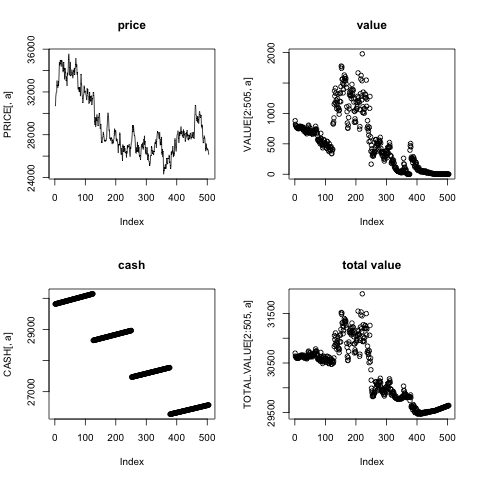 price
PRICE[, a]
24000 28000 32000 36000
0 100 200 300 400 500
Index
value
VALUE[2:505, a]
0 500 1000 2000
0 100 200 300 400 500
Index
cash
CASH[, a]
27000 29000
0 100 200 300 400 500
Index
total value
TOTAL.VALUE[2:505, a]
29500 30500 31500
0 100 200 300 400 500
Index